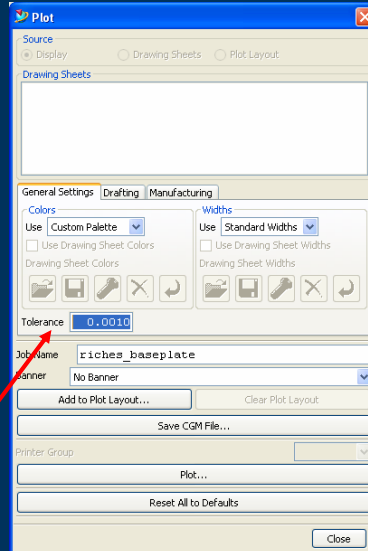 Plot
Source
Display Drawing Sheets Plot Layout
Drawing Sheets
General Settings Drafting Manufacturing
Colors Widths
Use Custom Palette Use Standard Widths
Use Drawing Sheet Colors Use Drawing Sheet Widths
Drawing Sheet Colors Drawing Sheet Widths
Tolerance 0.0010
Job Name riches_baseplate
Banner No Banner
Add to Plot Layout... Clear Plot Layout
Save CGM File...
Printer Group
Plot...
Reset All to Defaults
Close